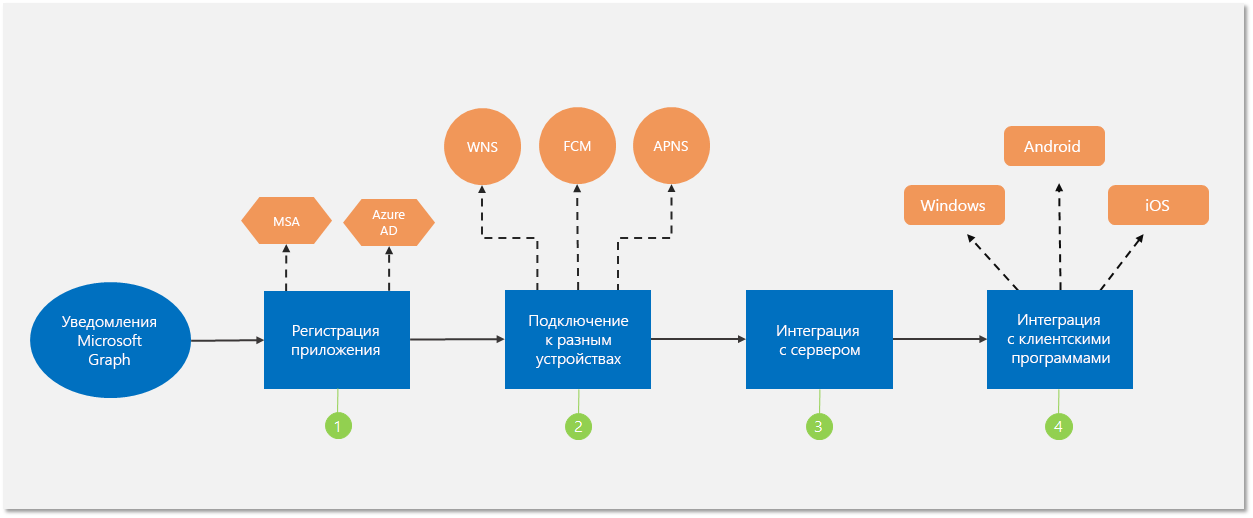 WNS
FCM
APNS
Android
MSA
Azure
AD
Windows
iOS
Уведомления
Microsoft
Graph
Регистрация
приложения
Подключение
к разным
устройствах
Интеграция
с сервером
Интеграция
с клиентскими
программами
1
2
3
4